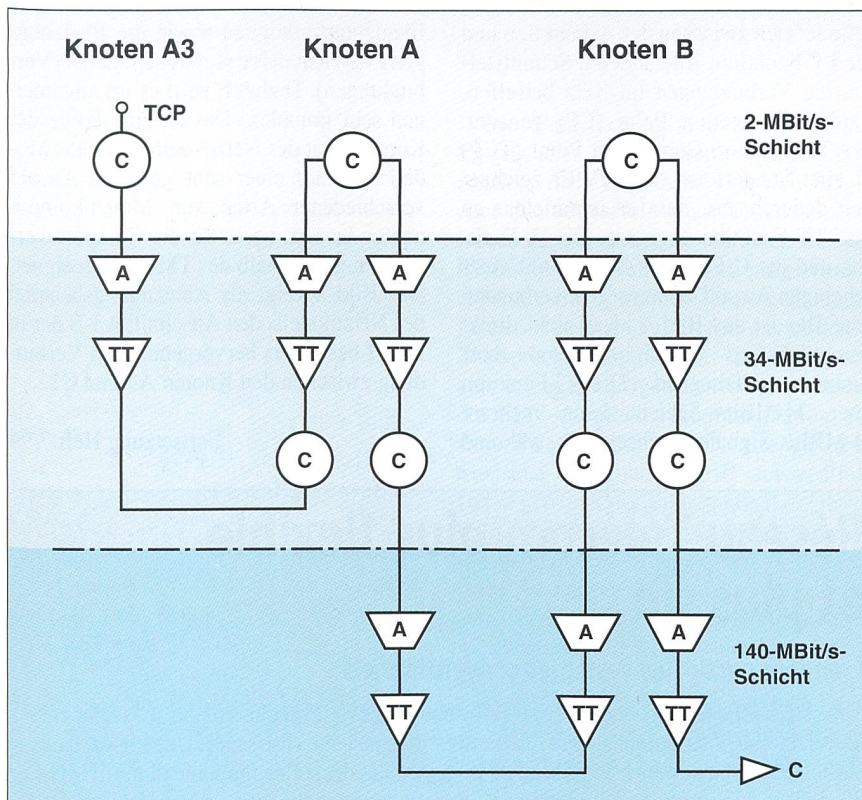 Knoten A3 Knoten A Knoten B
TCP
2-MBit/s-
Schicht
C C C
A A A A A
34-MBit/s-
Schicht
TT TT TT TT TT
C C C C
A A A
140-MBit/s-
Schicht
TT TT TT
C